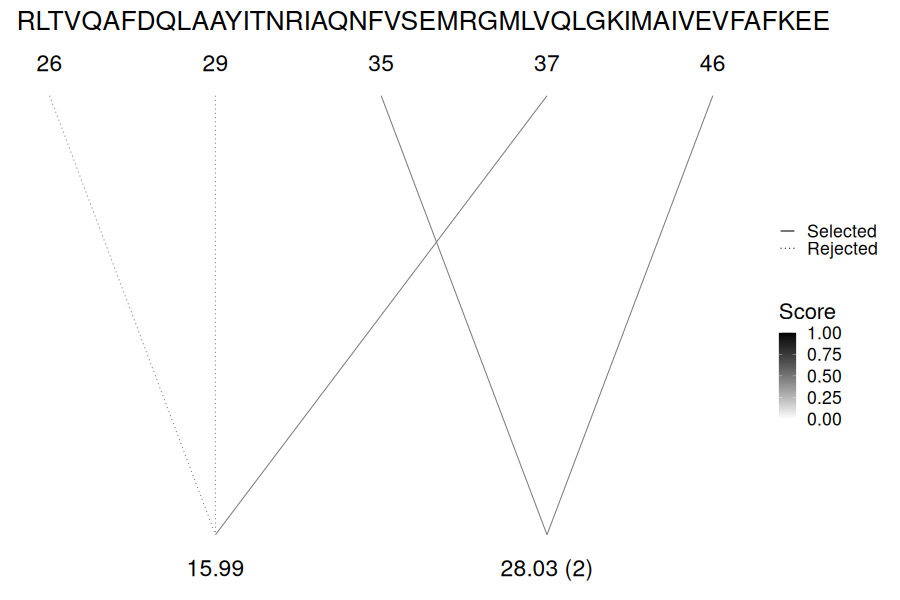 RLTVQAFDQLAAYITNRIAQNFVSEMRGMLVQLGKIMAIVEVFAFKEE
26 29 35 37 46
Selected
Rejected
Score
1.00
0.75
0.50
0.25
0.00
15.99 28.03 (2)